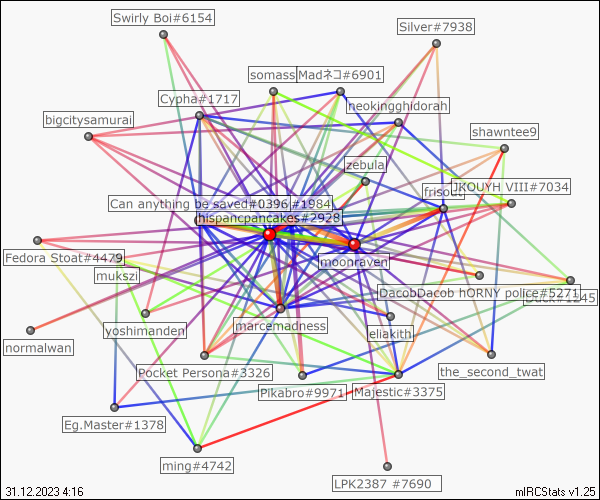 Swirly Boi#6154
Silver#7938
somass
Madネコ#6901
Cypha#1717
neokingghidorah
bigcitysamurai
shawntee9
zebula
JKOUYH VIII#7034
Can anything be saved#0396
#1984
hispancpancakes#2928
moonraven
Fedora Stoat#4479
mukszi
DacobDacob hORNY police#5271
yoshimanden
marcemadness
eliakith
normalwan
Pocket Persona#3326
the_second_twat
Pikabro#9971
Majestic#3375
Eg.Master#1378
ming#4742
LPK2387 #7690
31.12.2023 4:16
mIRCStats v1.25